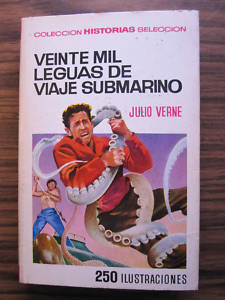 COLECCION HISTORIAS SELECCION
VEINTE MIL
LEGUAS DE
VIAJE SUBMARINO
JULIO VERNE
250 ILUSTRACIONES